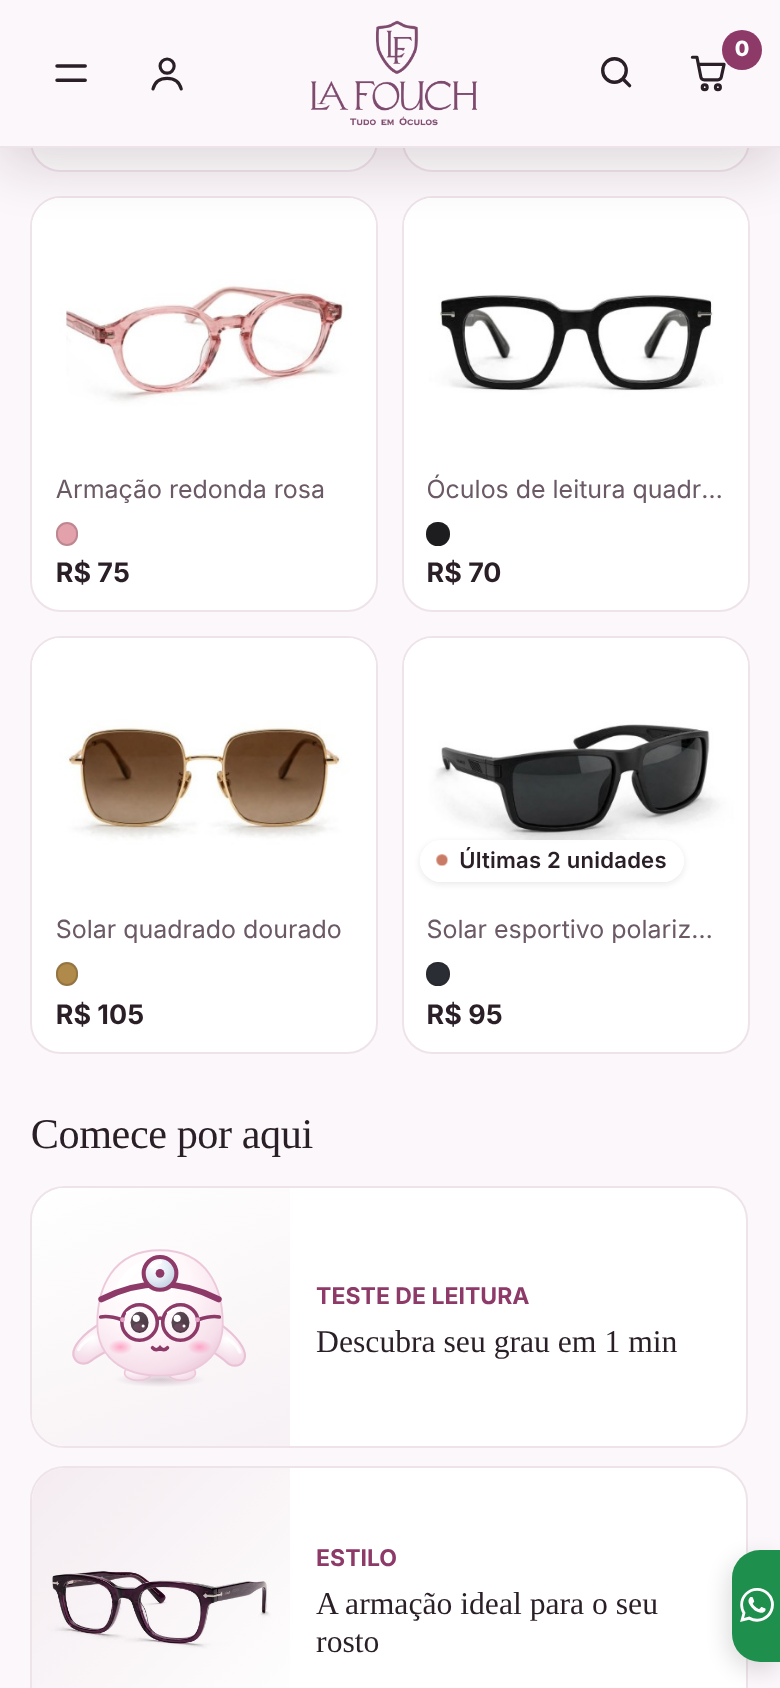 LF
LA FOUCH
TUDO EM ÓCULOS
0
Armação redonda rosa
R$ 75
Óculos de leitura quadr...
R$ 70
Solar quadrado dourado
R$ 105
Últimas 2 unidades
Solar esportivo polariz...
R$ 95
Comece por aqui
TESTE DE LEITURA
Descubra seu grau em 1 min
ESTILO
A armação ideal para o seu
rosto